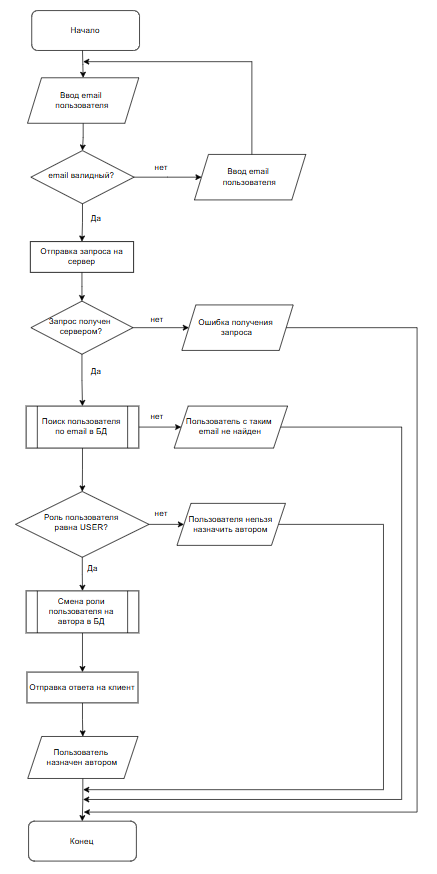 Начало
Ввод email
пользователя
email валидный?
нет
Ввод email
пользователя
Да
Отправка запроса на
сервер
Запрос получен
сервером?
нет
Ошибка получения
запроса
Да
Поиск пользователя
по email в БД
нет
Пользователь с таким
email не найден
Роль пользователя
равна USER?
нет
Пользователя нельзя
назначить автором
Да
Смена роли
пользователя на
автора в БД
Отправка ответа на клиент
Пользователь
назначен автором
Конец